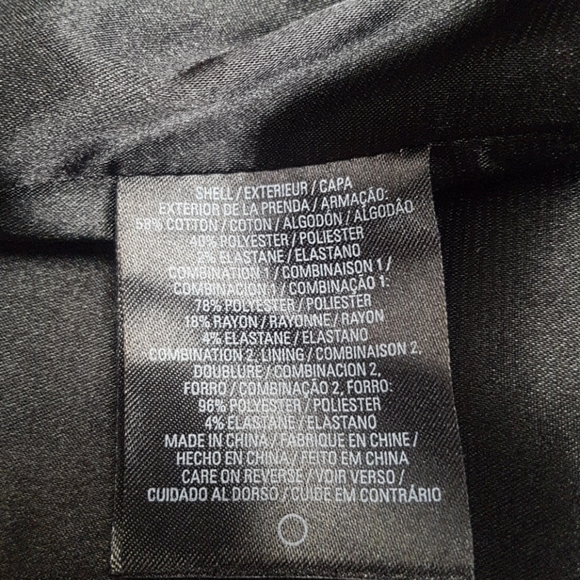 SHELL / EXTERIEUR / CAPA
EXTERIOR DE LA PRENDA / ARMAÇÃO:
58% COTTON / COTON / ALGODÓN / ALGODÃO
40% POLYESTER / POLIESTER
2% ELASTANE / ELASTANO
COMBINATION 1 / COMBINAISON 1 /
COMBINACION 1 / COMBINAÇÃO 1:
78% POLYESTER / POLIESTER
18% RAYON / RAYONNE / RAYON
4% ELASTANE / ELASTANO
COMBINATION 2, LINING / COMBINAISON 2,
DOUBLURE / COMBINACION 2,
FORRO / COMBINAÇÃO 2, FORRO:
96% POLYESTER / POLIESTER
4% ELASTANE / ELASTANO
MADE IN CHINA / FABRIQUE EN CHINE /
HECHO EN CHINA / FEITO EM CHINA
CARE ON REVERSE / VOIR VERSO /
CUIDADO AL DORSO / CUIDE EM CONTRÁRIO